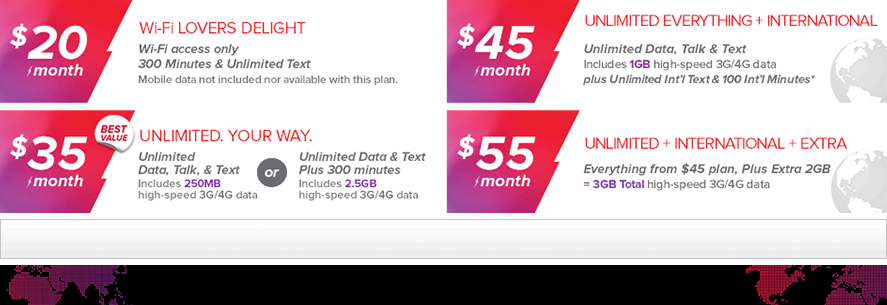 $20
/month
Wi-Fi LOVERS DELIGHT
Wi-Fi access only
300 Minutes & Unlimited Text
Mobile data not included nor available with this plan.
$45
/month
UNLIMITED EVERYTHING + INTERNATIONAL
Unlimited Data, Talk & Text
Includes 1GB high-speed 3G/4G data
plus Unlimited Int'l Text & 100 Int'l Minutes*
$35
/month
BEST
VALUE
UNLIMITED. YOUR WAY.
Unlimited
Data, Talk, & Text
Includes 250MB
high-speed 3G/4G data
or
Unlimited Data & Text
Plus 300 minutes
Includes 2.5GB
high-speed 3G/4G data
$55
/month
UNLIMITED + INTERNATIONAL + EXTRA
Everything from $45 plan, Plus Extra 2GB
= 3GB Total high-speed 3G/4G data